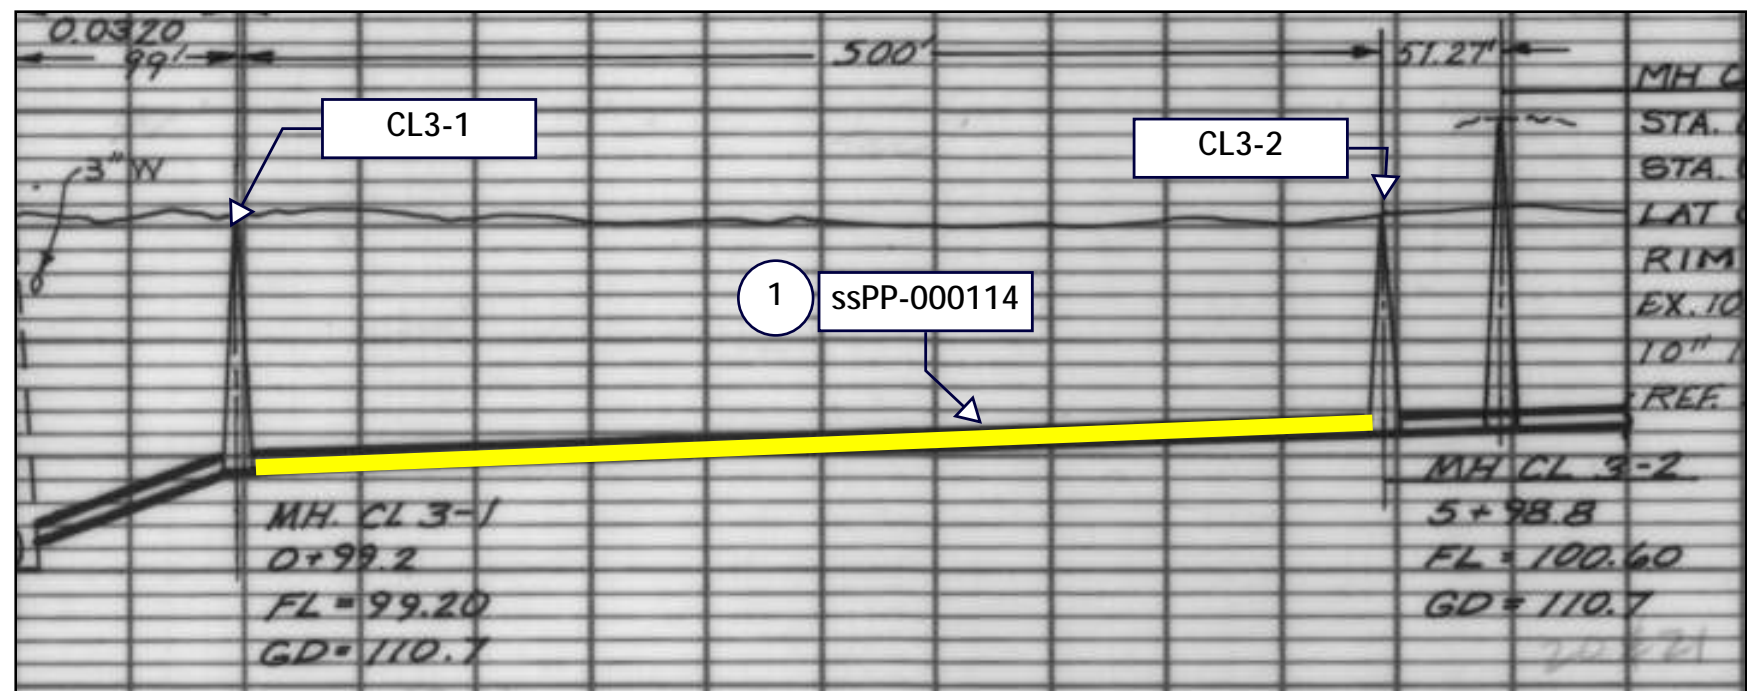 0.0320
99'
500'
51.27'
MH C
CL3-1
CL3-2
STA.
3" W
STA.
LAT
RIM
1
ssPP-000114
EX. 10
10"
REF.
MH CL 3-2
MH. CL 3-1
5+98.8
0+99.2
FL = 100.60
FL = 99.20
GD = 110.7
GD = 110.7